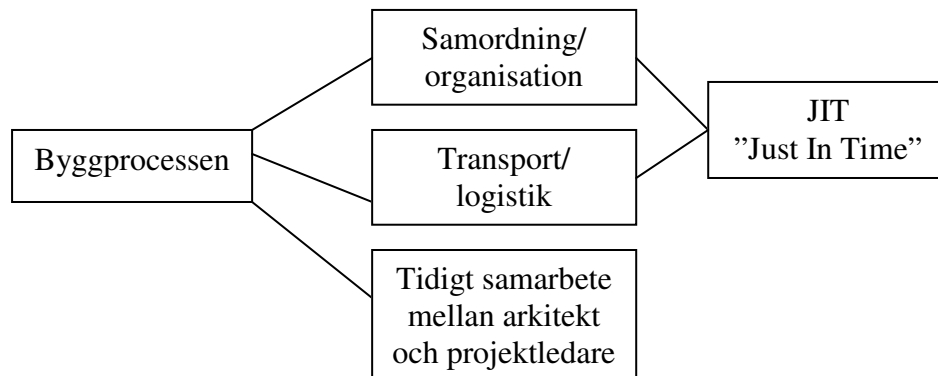 Byggprocessen
Samordning/
organisation
Transport/
logistik
Tidigt samarbete
mellan arkitekt
och projektledare
JIT
”Just In Time”